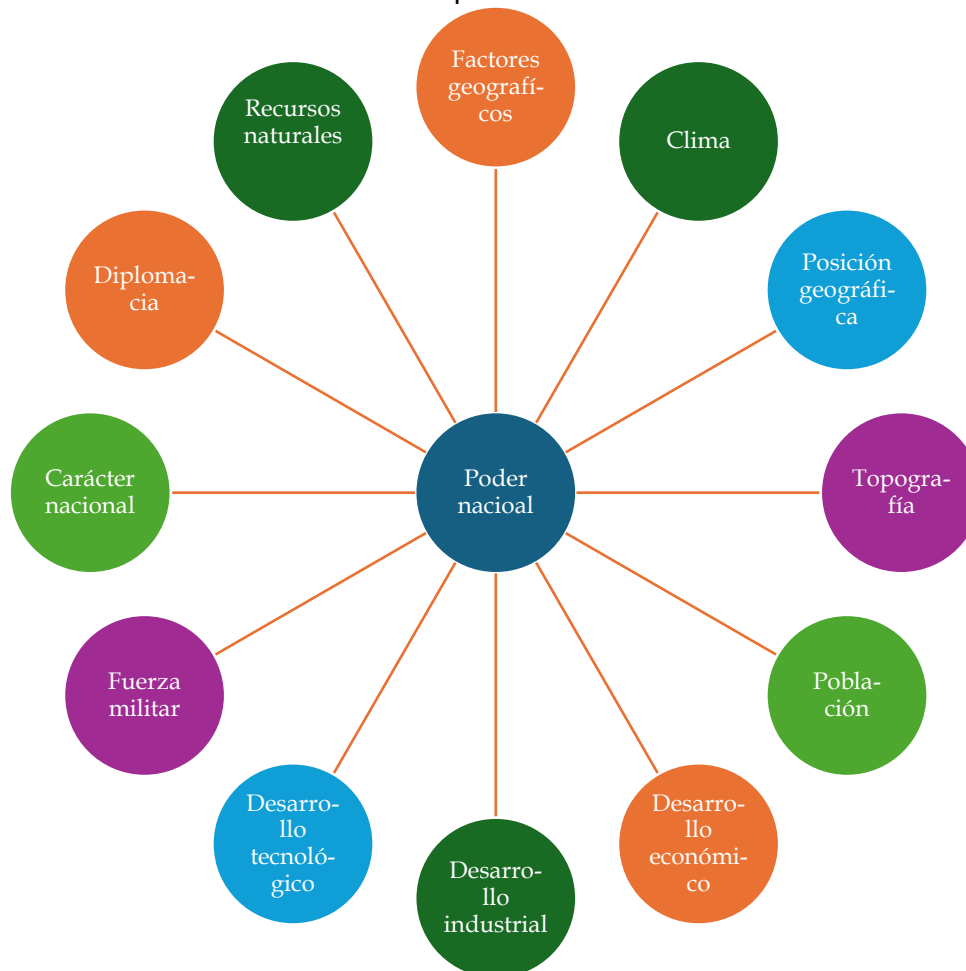 Factores
geografí-
cos
Clima
Posición
geográfi-
ca
Topogra-
fía
Pobla-
ción
Desarro-
llo
económi-
co
Desarro-
llo
industrial
Desarro-
llo
tecnoló-
gico
Fuerza
militar
Carácter
nacional
Diploma-
cia
Recursos
naturales
Poder
nacioal